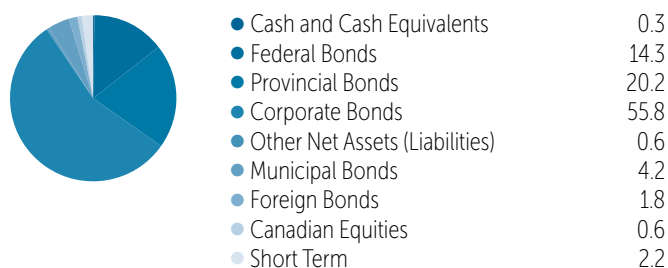 Cash and Cash Equivalents 0.3
Federal Bonds 14.3
Provincial Bonds 20.2
Corporate Bonds 55.8
Other Net Assets (Liabilities) 0.6
Municipal Bonds 4.2
Foreign Bonds 1.8
Canadian Equities 0.6
Short Term 2.2